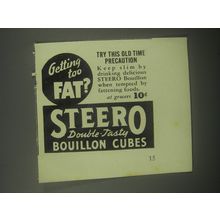 Getting
too
FAT?
TRY THIS OLD TIME
PRECAUTION
Keep slim by
drinking delicious
STEERO Bouillon
when tempted by
fattening foods.
at grocers 10¢
STEERO
Double-Tasty
BOUILLON CUBES
15